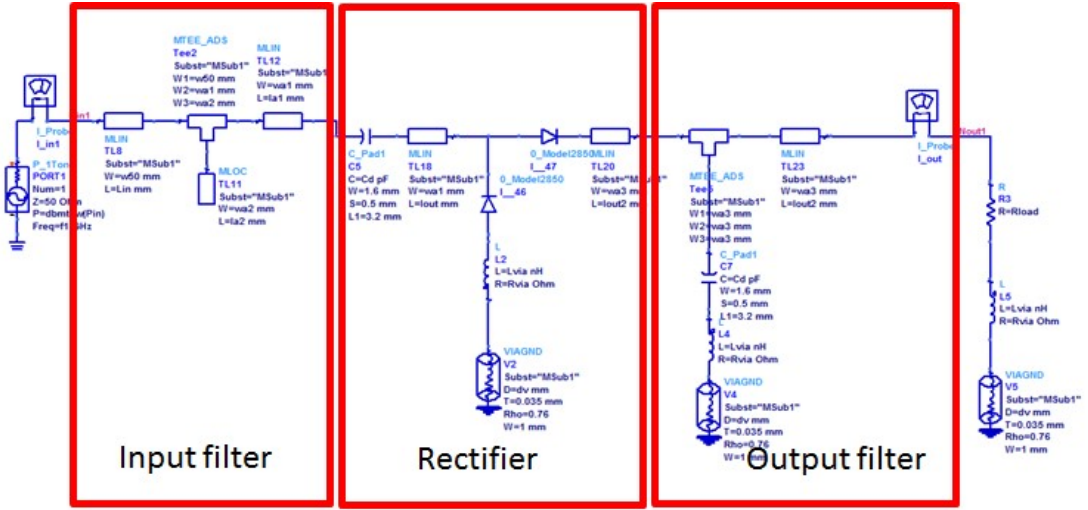 MTEE_ADS
Tee2
Subst="MSub1"
W1=w50 mm
W2=wa1 mm
W3=wa2 mm
MLIN
TL12
Subst="MSub1"
W=wa1 mm
L=la1 mm
I_Probe
I_in1
MLIN
TL8
Subst="MSub1"
W=w50 mm
L=Lin mm
P_1Ton
PORT1
Num=1
Z=50 Ohm
Freq=f1 GHz
MLOC
TL11
Subst="MSub1"
W=wa2 mm
L=la2 mm
C_Pad1
C5
C=Cd pF
W=1.6 mm
S=0.5 mm
L1=3.2 mm
MLIN
TL18
Subst="MSub1"
W=wa1 mm
L=lout mm
0_Model2850
I__47
0_Model2850
I__46
MLIN
TL20
Subst="MSub1"
W=wa3 mm
L=lout2 mm
L
L2
L=Lvia nH
R=Rvia Ohm
VIAGND
V2
Subst="MSub1"
D=dv mm
T=0.035 mm
Rho=0.76
W=1 mm
MTEE_ADS
Subst="MSub1"
W1=wa3 mm
W2=wa3 mm
W3=wa3 mm
MLIN
TL23
Subst="MSub1"
W=wa3 mm
L=lout2 mm
C_Pad1
C7
C=Cd pF
W=1.6 mm
S=0.5 mm
L1=3.2 mm
L
L4
L=Lvia nH
R=Rvia Ohm
VIAGND
V4
Subst="MSub1"
D=dv mm
T=0.035 mm
Rho=0.76
W=1 mm
I_Probe
I_out
R
R3
R=Rload
L
L5
L=Lvia nH
R=Rvia Ohm
VIAGND
V5
Subst="MSub1"
D=dv mm
T=0.035 mm
Rho=0.76
W=1 mm
Input filter
Rectifier
Output filter